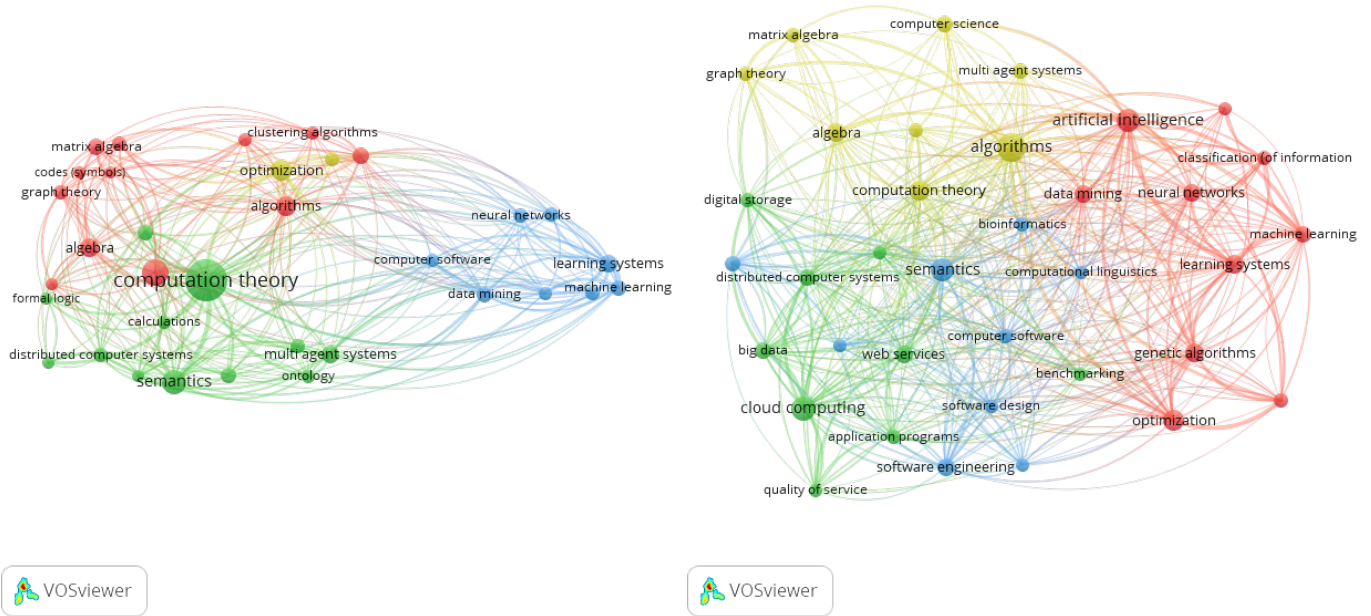 clustering algorithms
matrix algebra
optimization
codes (symbols)
graph theory
algorithms
neural networks
algebra
computer software
learning systems
computation theory
machine learning
data mining
formal logic
calculations
distributed computer systems
multi agent systems
semantics
ontology
VOSviewer
computer science
matrix algebra
multi agent systems
graph theory
artificial intelligence
algebra
algorithms
classification (of information
computation theory
data mining
neural networks
digital storage
bioinformatics
machine learning
learning systems
semantics
computational linguistics
distributed computer systems
computer software
big data
web services
genetic algorithms
benchmarking
cloud computing
software design
optimization
application programs
software engineering
quality of service
VOSviewer